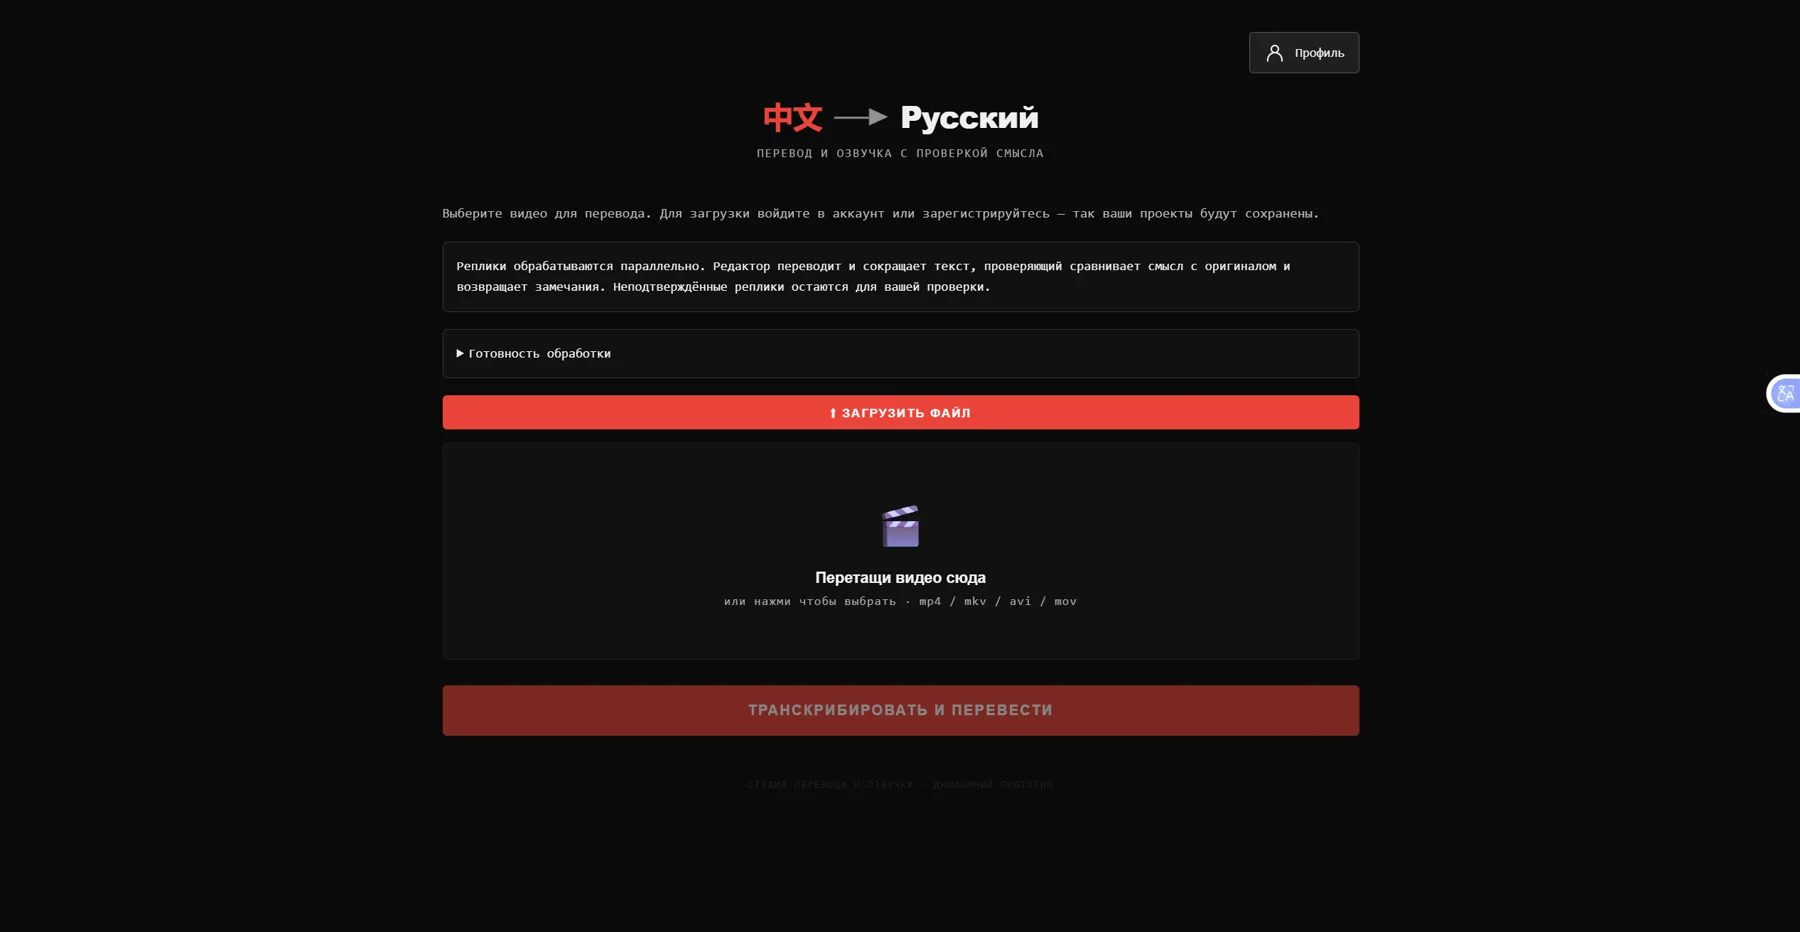 Профиль
中文 → Русский
ПЕРЕВОД И ОЗВУЧКА С ПРОВЕРКОЙ СМЫСЛА
Выберите видео для перевода. Для загрузки войдите в аккаунт или зарегистрируйтесь — так ваши проекты будут сохранены.
Реплики обрабатываются параллельно. Редактор переводит и сокращает текст, проверяющий сравнивает смысл с оригиналом и
возвращает замечания. Неподтверждённые реплики остаются для вашей проверки.
▶ Готовность обработки
⬆ ЗАГРУЗИТЬ ФАЙЛ
Перетащи видео сюда
или нажми чтобы выбрать · mp4 / mkv / avi / mov
ТРАНСКРИБИРОВАТЬ И ПЕРЕВЕСТИ
СТУДИЯ ПЕРЕВОДА И ОЗВУЧКИ · ДИПЛОМНЫЙ ПРОТОТИП